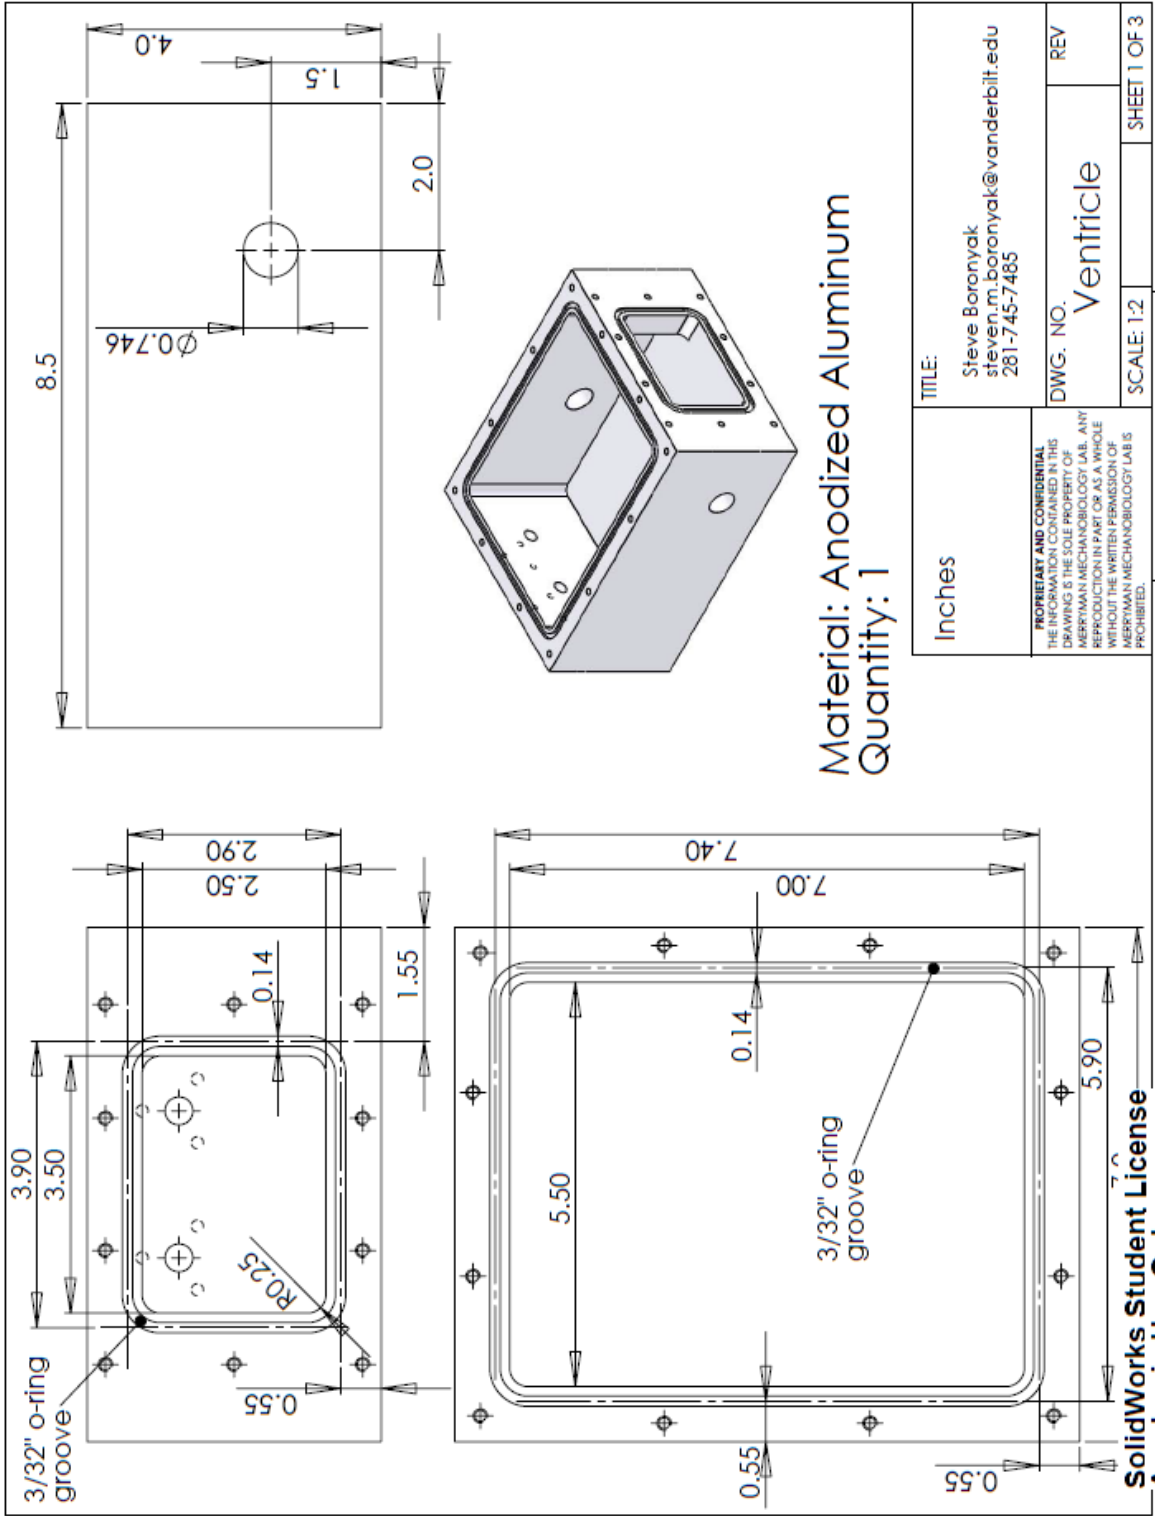 3/32" o-ring
groove
3.90
3.50
R0.25
0.55
0.14
1.55
2.50
2.90
8.5
Ø0.746
4.0
1.5
2.0
0.55
0.55
5.50
0.14
3/32" o-ring
groove
5.90
7.00
7.40
Material: Anodized Aluminum
Quantity: 1
Inches
PROPRIETARY AND CONFIDENTIAL
THE INFORMATION CONTAINED IN THIS
DRAWING IS THE SOLE PROPERTY OF
MERRYMAN MECHANOBIOLOGY LAB. ANY
REPRODUCTION IN PART OR AS A WHOLE
WITHOUT THE WRITTEN PERMISSION OF
MERRYMAN MECHANOBIOLOGY LAB IS
PROHIBITED.
TITLE:
Steve Boronyak
steven.m.boronyak@vanderbilt.edu
281-745-7485
DWG. NO.
Ventricle
REV
SCALE: 1:2
SHEET 1 OF 3
SolidWorks Student License